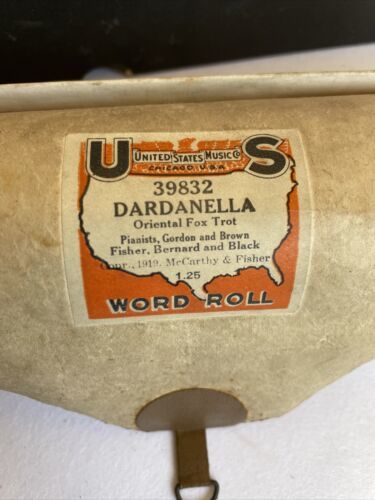 U UNITED STATES MUSIC Co S
CHICAGO U.S.A.
39832
DARDANELLA
Oriental Fox Trot
Pianists, Gordon and Brown
Fisher, Bernard and Black
Copr., 1919, McCarthy & Fisher
1.25
WORD ROLL